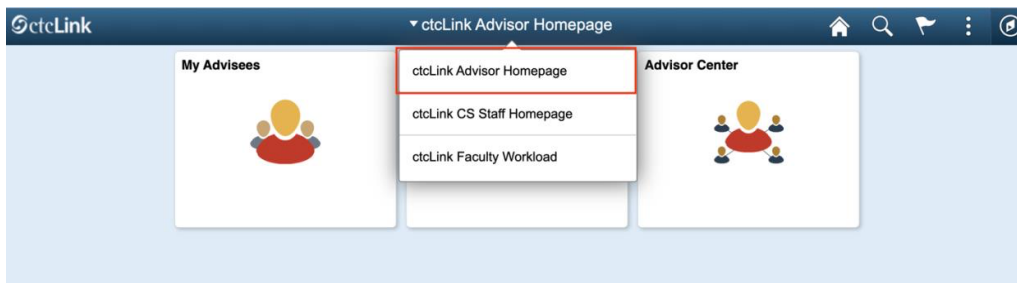 ctcLink
ctcLink Advisor Homepage
My Advisees
ctcLink Advisor Homepage
Advisor Center
ctcLink CS Staff Homepage
ctcLink Faculty Workload